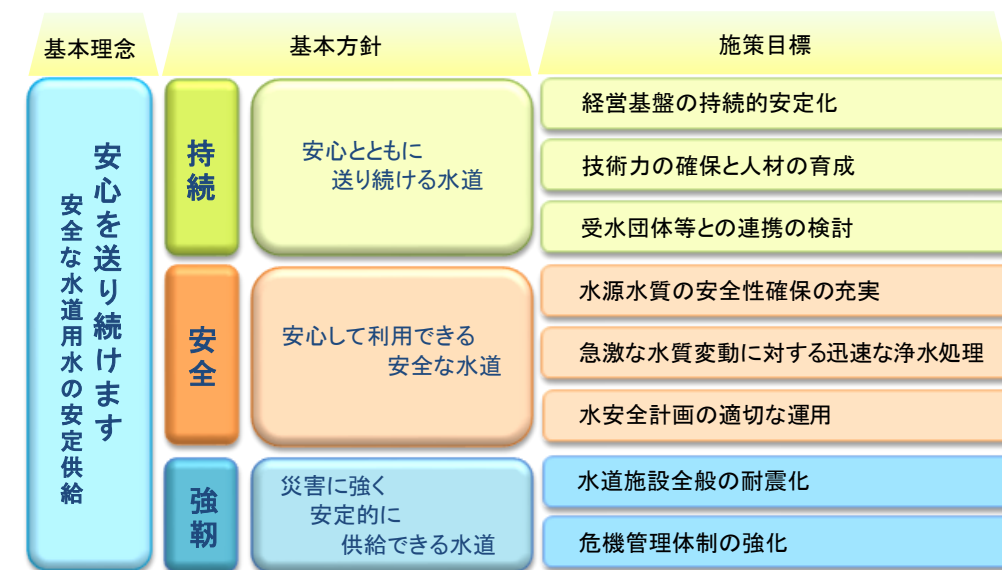 基本理念
基本方針
施策目標
安心を送り続けます
安全な水道用水の安定供給
持続
安心とともに
送り続ける水道
経営基盤の持続的安定化
技術力の確保と人材の育成
受水団体等との連携の検討
安全
安心して利用できる
安全な水道
水源水質の安全性確保の充実
急激な水質変動に対する迅速な浄水処理
水安全計画の適切な運用
強靭
災害に強く
安定的に
供給できる水道
水道施設全般の耐震化
危機管理体制の強化